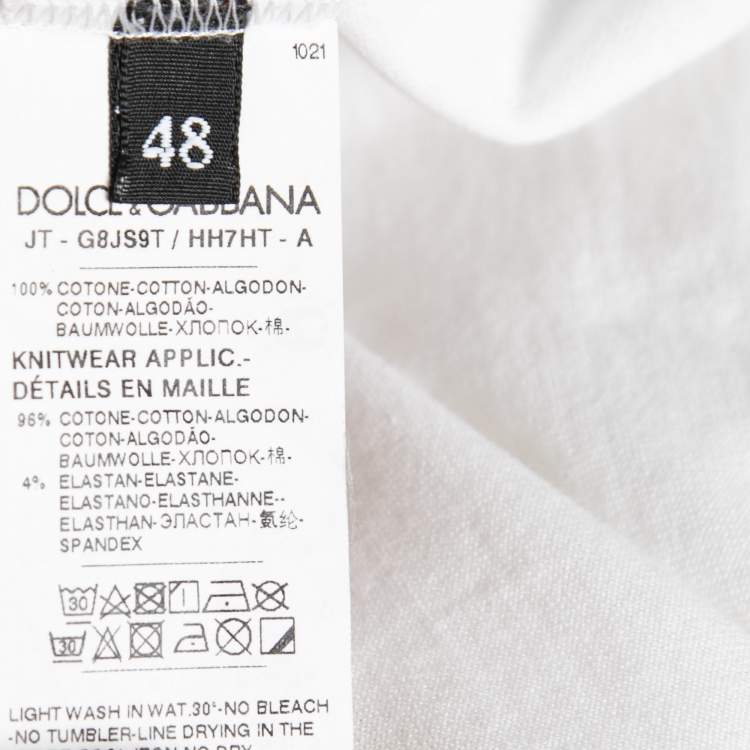 1021
48
DOLCE & GABBANA
JT - G8JS9T / HH7HT - A
100% COTONE-COTTON-ALGODON-
COTON-ALGODÃO-
BAUMWOLLE-ХЛОПОК-棉-
KNITWEAR APPLIC.-
DÉTAILS EN MAILLE
96% COTONE-COTTON-ALGODON-
COTON-ALGODÃO-
BAUMWOLLE-ХЛОПОК-棉-
4% ELASTAN-ELASTANE-
ELASTANO-ELASTHANNE--
ELASTHAN-ЭЛАСТАН-氨纶-
SPANDEX
30
30
LIGHT WASH IN WAT.30°-NO BLEACH
-NO TUMBLER-LINE DRYING IN THE